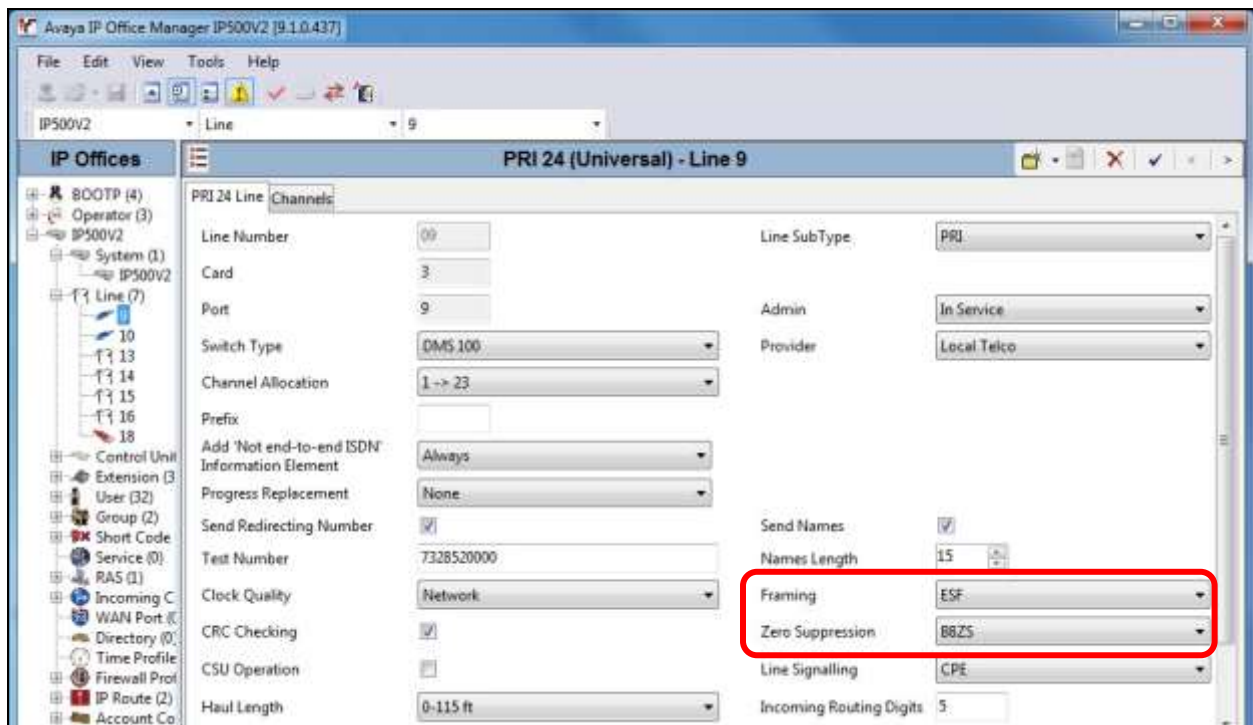 Avaya IP Office Manager IP500V2 [9.1.0.437]
File Edit View Tools Help
IP500V2 Line 9
IP Offices
PRI 24 (Universal) - Line 9
BOOTP (4)
Operator (3)
IP500V2
System (1)
IP500V2
Line (7)
9
10
13
14
15
16
18
Control Unit
Extension (3
User (32)
Group (2)
Short Code
Service (0)
RAS (1)
Incoming C
WAN Port (
Directory (0
Time Profile
Firewall Prof
IP Route (2)
Account Co
PRI 24 Line Channels
Line Number 09 Line SubType PRI
Card 3
Port 9 Admin In Service
Switch Type DMS 100 Provider Local Telco
Channel Allocation 1 -> 23
Prefix
Add 'Not end-to-end ISDN'
Information Element Always
Progress Replacement None
Send Redirecting Number Send Names
Test Number 7328520000 Names Length 15
Clock Quality Network Framing ESF
CRC Checking Zero Suppression B8ZS
CSU Operation Line Signalling CPE
Haul Length 0-115 ft Incoming Routing Digits 5